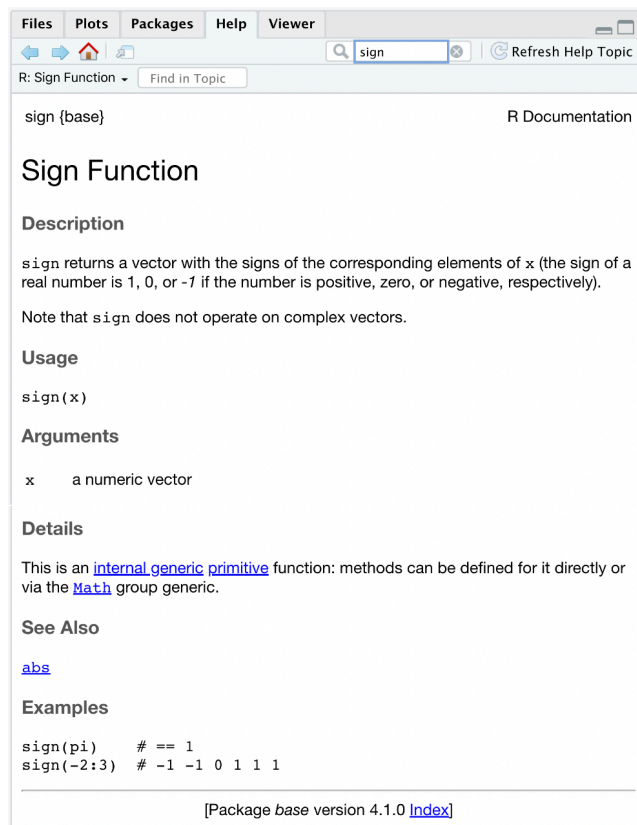 Files Plots Packages Help Viewer
sign Refresh Help Topic
R: Sign Function Find in Topic
sign {base} R Documentation
Sign Function
Description
sign returns a vector with the signs of the corresponding elements of x (the sign of a
real number is 1, 0, or -1 if the number is positive, zero, or negative, respectively).
Note that sign does not operate on complex vectors.
Usage
sign(x)
Arguments
x a numeric vector
Details
This is an internal generic primitive function: methods can be defined for it directly or
via the Math group generic.
See Also
abs
Examples
sign(pi) # == 1
sign(-2:3) # -1 -1 0 1 1 1
[Package base version 4.1.0 Index]